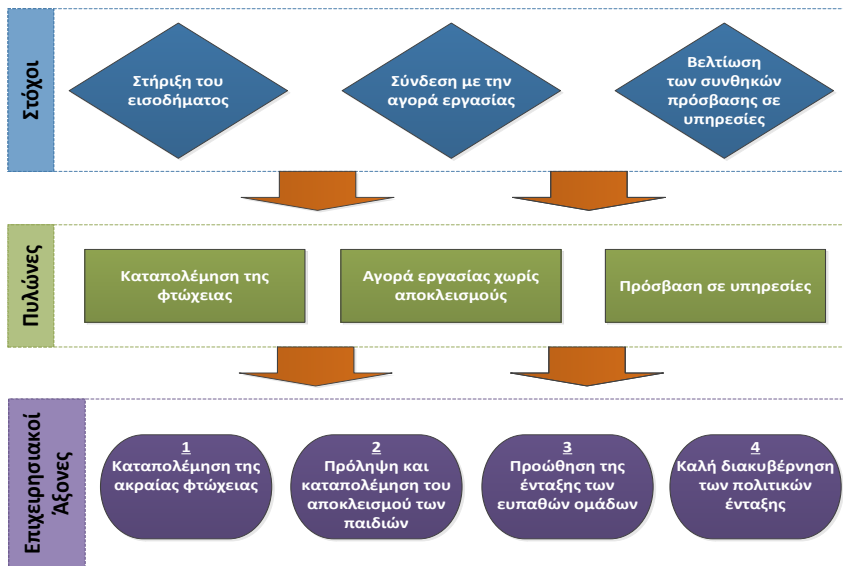 Στόχοι
Στήριξη του
εισοδήματος
Σύνδεση με την
αγορά εργασίας
Βελτίωση
των συνθηκών
πρόσβασης σε
υπηρεσίες
Πυλώνες
Καταπολέμηση της
φτώχειας
Αγορά εργασίας χωρίς
αποκλεισμούς
Πρόσβαση σε υπηρεσίες
Επιχειρησιακοί
Άξονες
1
Καταπολέμηση της
ακραίας φτώχειας
2
Πρόληψη και
καταπολέμηση του
αποκλεισμού των
παιδιών
3
Προώθηση της
ένταξης των
ευπαθών ομάδων
4
Καλή διακυβέρνηση
των πολιτικών
ένταξης